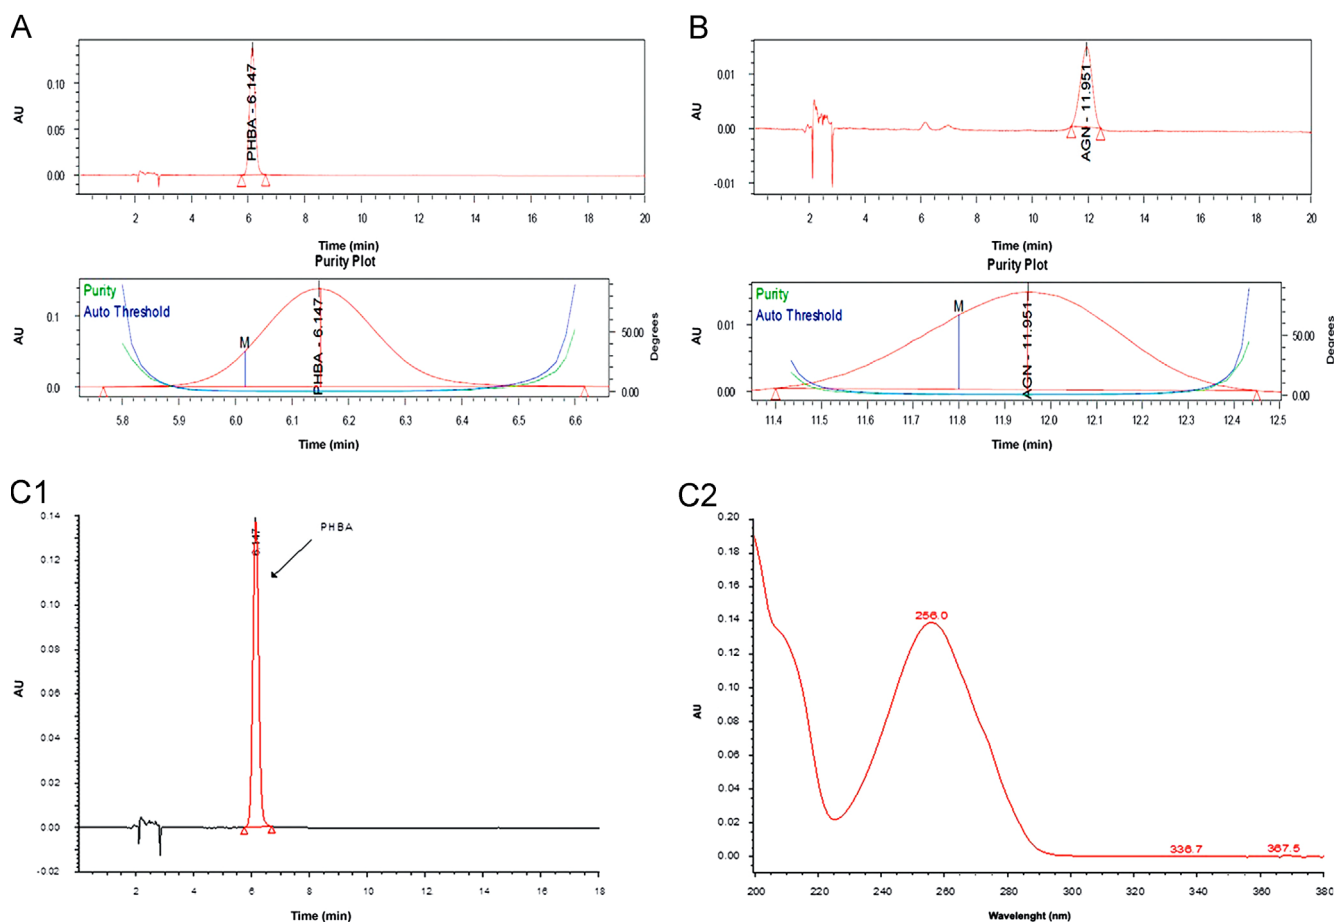 A
AU
0.10
0.05
0.00
PHBA - 6.147
2 4 6 8 10 12 14 16 18 20
Time (min)
Purity Plot
Purity
Auto Threshold
AU
0.1
0.0
M
PHBA - 6.147
50.00
0.00
Degrees
5.8 5.9 6.0 6.1 6.2 6.3 6.4 6.5 6.6
Time (min)
B
AU
0.01
0.00
-0.01
AGN - 11.951
2 4 6 8 10 12 14 16 18 20
Time (min)
Purity Plot
Purity
Auto Threshold
AU
0.01
0.00
M
AGN - 11.951
50.00
0.00
Degrees
11.4 11.5 11.6 11.7 11.8 11.9 12.0 12.1 12.2 12.3 12.4 12.5
Time (min)
C1
AU
0.14
0.12
0.10
0.08
0.06
0.04
0.02
0.00
-0.02
6.147
PHBA
0 2 4 6 8 10 12 14 16 18
Time (min)
C2
AU
0.20
0.18
0.16
0.14
0.12
0.10
0.08
0.06
0.04
0.02
0.00
256.0
336.7
367.5
200 220 240 260 280 300 320 340 360 380
Wavelenght (nm)